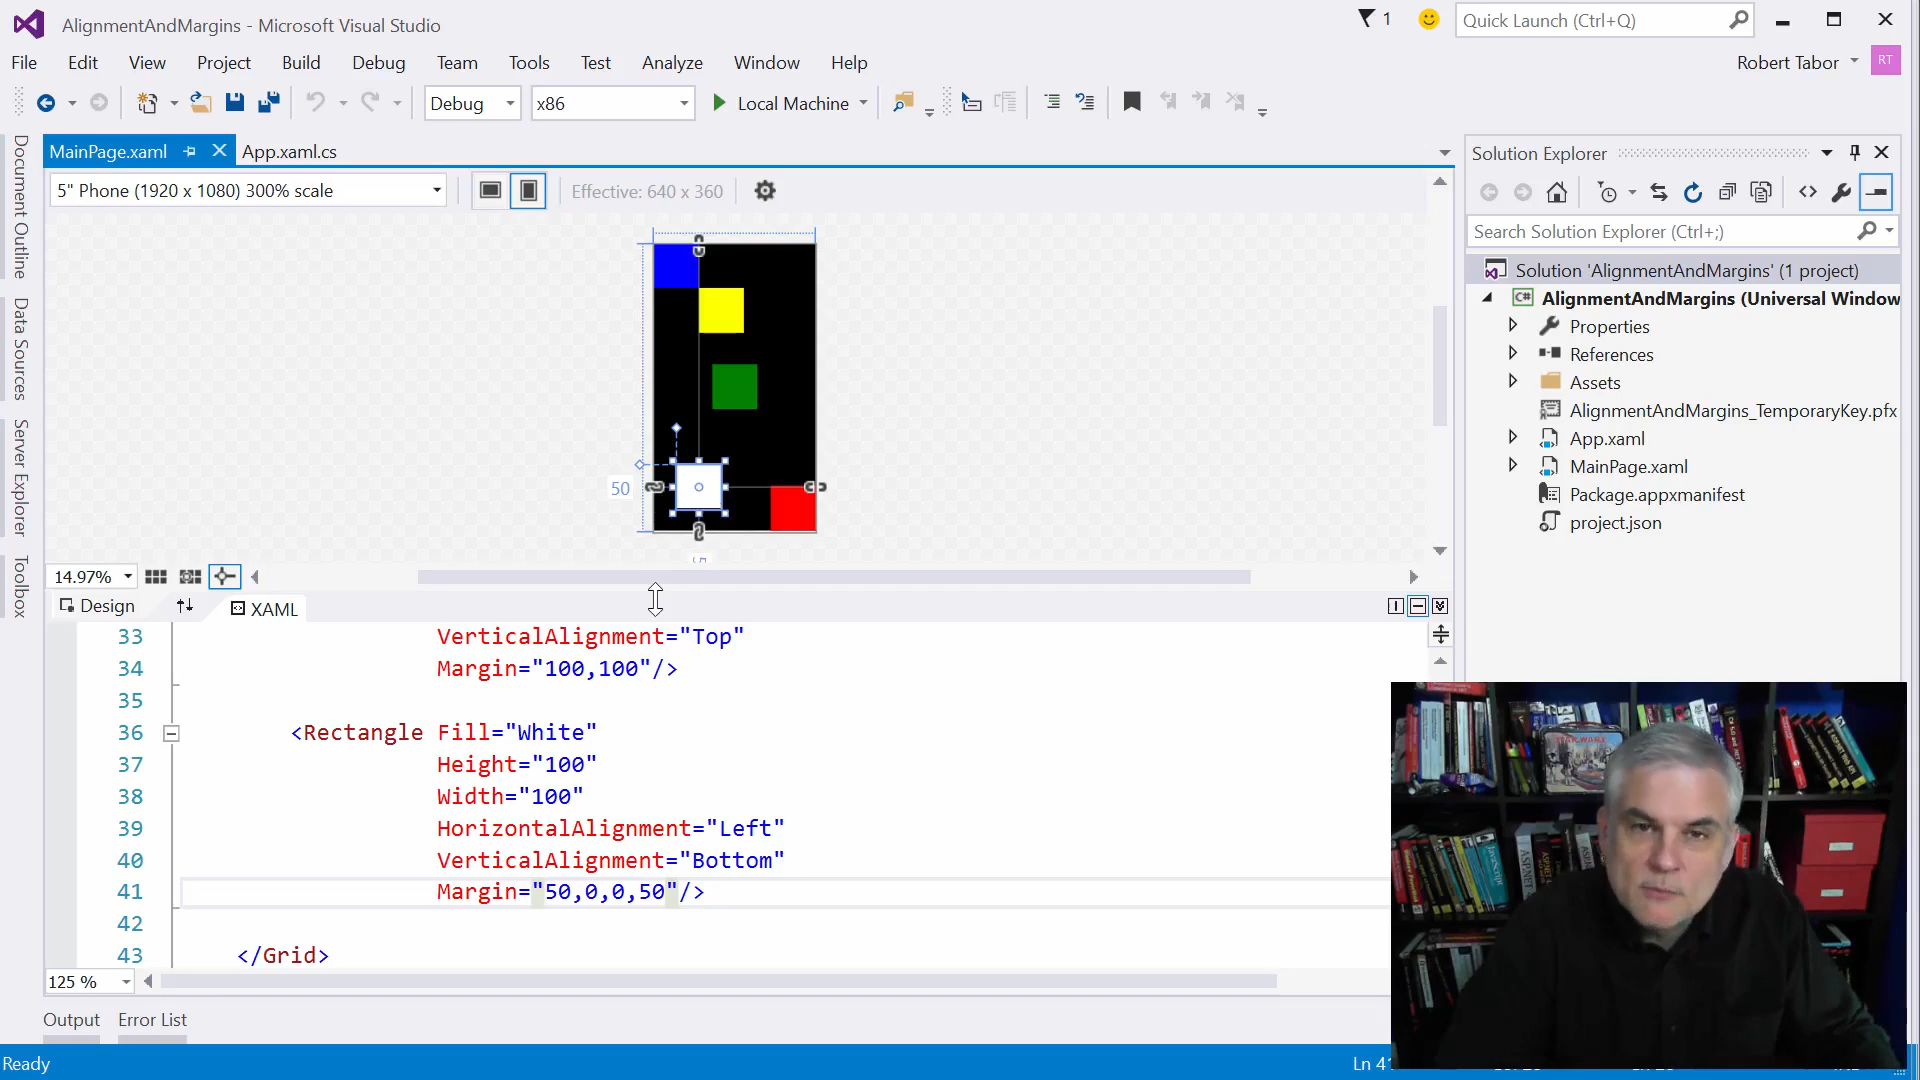 AlignmentAndMargins - Microsoft Visual Studio
1
Quick Launch (Ctrl+Q)
File Edit View Project Build Debug Team Tools Test Analyze Window Help
Robert Tabor RT
Debug x86 Local Machine
MainPage.xaml App.xaml.cs
5" Phone (1920 x 1080) 300% scale Effective: 640 x 360
Document Outline
Data Sources
Server Explorer
Toolbox
50
14.97%
Design XAML
33 VerticalAlignment="Top"
34 Margin="100,100"/>
35
36 <Rectangle Fill="White"
37 Height="100"
38 Width="100"
39 HorizontalAlignment="Left"
40 VerticalAlignment="Bottom"
41 Margin="50,0,0,50"/>
42
43 </Grid>
125 %
Output Error List
Ready Ln 41
Solution Explorer
Search Solution Explorer (Ctrl+;)
Solution 'AlignmentAndMargins' (1 project)
C# AlignmentAndMargins (Universal Window
Properties
References
Assets
AlignmentAndMargins_TemporaryKey.pfx
App.xaml
MainPage.xaml
Package.appxmanifest
project.json
STAR WARS